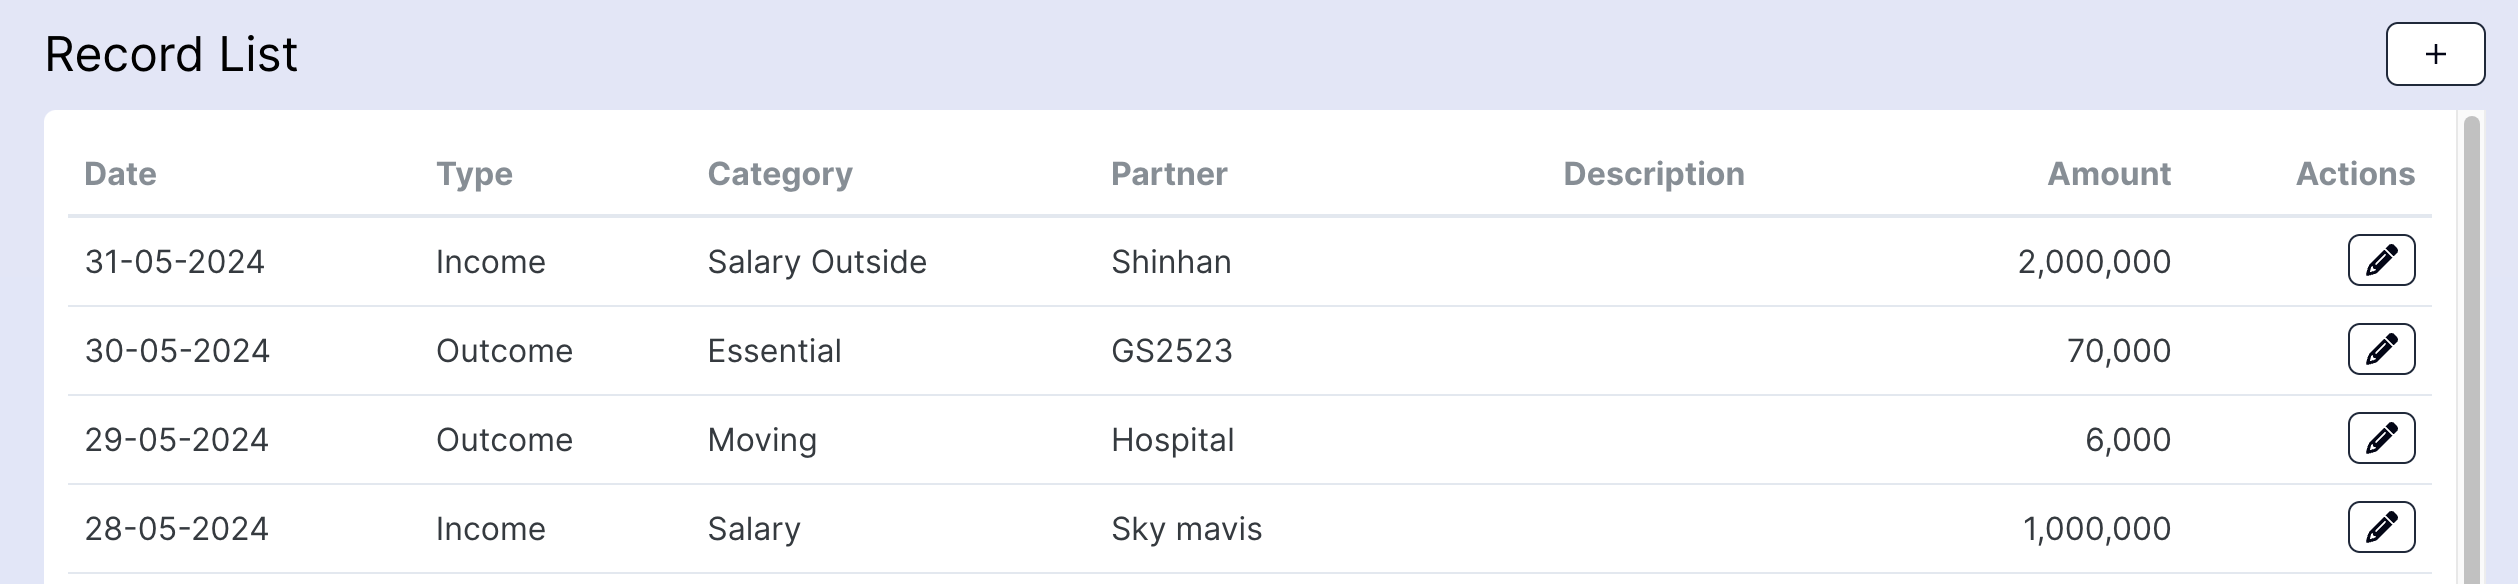 Record List
+
Date Type Category Partner Description Amount Actions
31-05-2024 Income Salary Outside Shinhan 2,000,000
30-05-2024 Outcome Essential GS2523 70,000
29-05-2024 Outcome Moving Hospital 6,000
28-05-2024 Income Salary Sky mavis 1,000,000